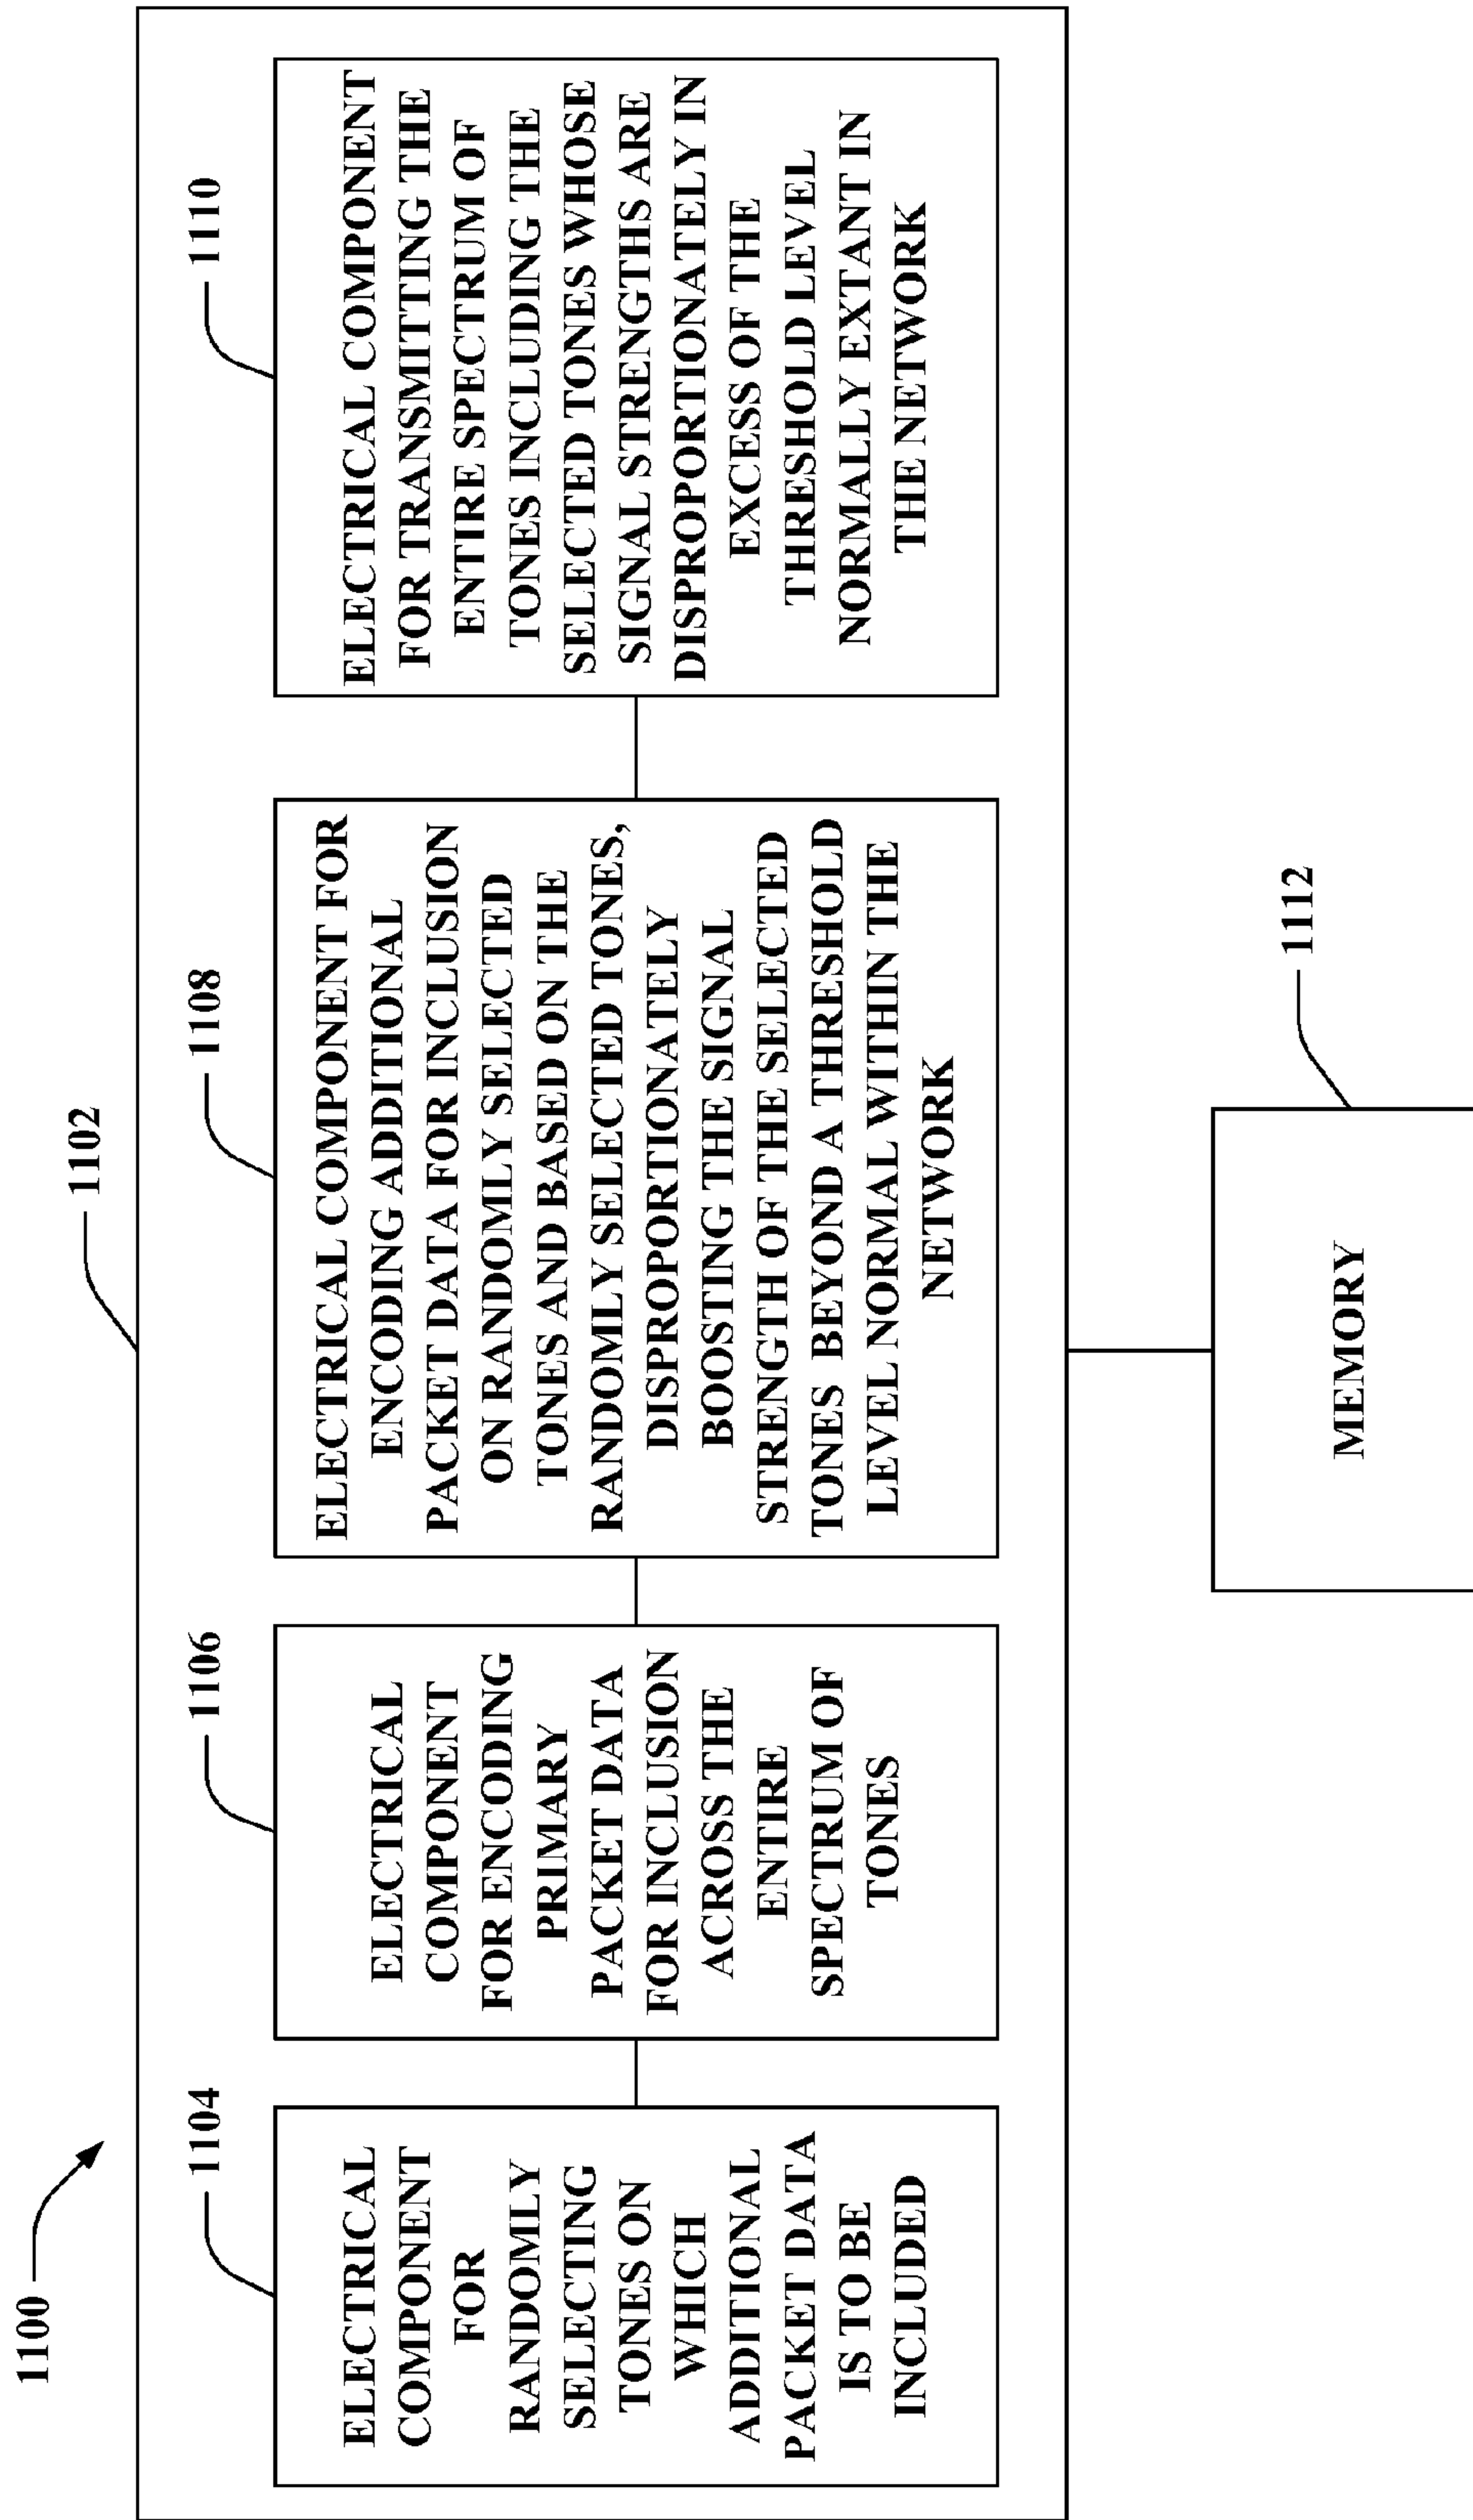 1100
1102
1104
ELECTRICAL
COMPONENT
FOR
RANDOMLY
SELECTING
TONES ON
WHICH
ADDITIONAL
PACKET DATA
IS TO BE
INCLUDED
1106
ELECTRICAL
COMPONENT
FOR ENCODING
PRIMARY
PACKET DATA
FOR INCLUSION
ACROSS THE
ENTIRE
SPECTRUM OF
TONES
1108
ELECTRICAL COMPONENT FOR
ENCODING ADDITIONAL
PACKET DATA FOR INCLUSION
ON RANDOMLY SELECTED
TONES AND BASED ON THE
RANDOMLY SELECTED TONES,
DISPROPORTIONATELY
BOOSTING THE SIGNAL
STRENGTH OF THE SELECTED
TONES BEYOND A THRESHOLD
LEVEL NORMAL WITHIN THE
NETWORK
1110
ELECTRICAL COMPONENT
FOR TRANSMITTING THE
ENTIRE SPECTRUM OF
TONES INCLUDING THE
SELECTED TONES WHOSE
SIGNAL STRENGTHS ARE
DISPROPORTIONATELY IN
EXCESS OF THE
THRESHOLD LEVEL
NORMALLY EXTANT IN
THE NETWORK
1112
MEMORY